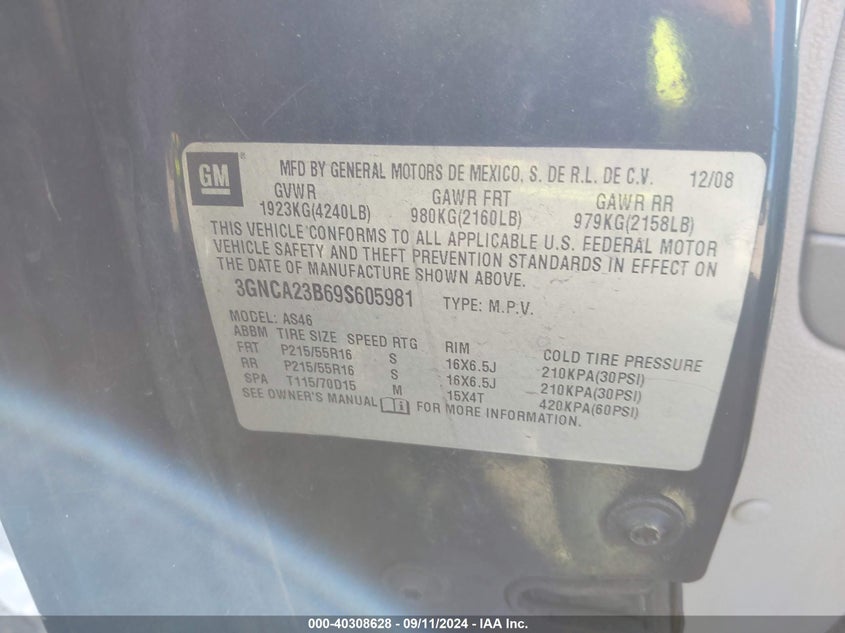 GM ® MFD BY GENERAL MOTORS DE MEXICO, S. DE R.L. DE C.V. 12/08
GVWR GAWR FRT GAWR RR
1923KG(4240LB) 980KG(2160LB) 979KG(2158LB)
THIS VEHICLE CONFORMS TO ALL APPLICABLE U.S. FEDERAL MOTOR
VEHICLE SAFETY AND THEFT PREVENTION STANDARDS IN EFFECT ON
THE DATE OF MANUFACTURE SHOWN ABOVE.
3GNCA23B69S605981 TYPE: M.P.V.
MODEL: AS46
ABBM TIRE SIZE SPEED RTG RIM COLD TIRE PRESSURE
FRT P215/55R16 S 16X6.5J 210KPA(30PSI)
RR P215/55R16 S 16X6.5J 210KPA(30PSI)
SPA T115/70D15 M 15X4T 420KPA(60PSI)
SEE OWNER'S MANUAL i FOR MORE INFORMATION.
000-40308628 - 09/11/2024 - IAA Inc.